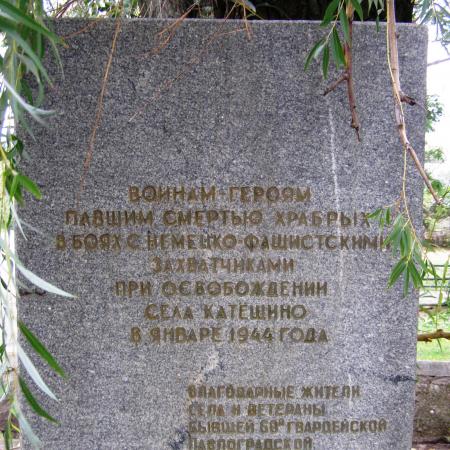 ВОИНАМ-ГЕРОЯМ
ПАВШИМ СМЕРТЬЮ ХРАБРЫХ
В БОЯХ С НЕМЕЦКО-ФАШИСТСКИМИ
ЗАХВАТЧИКАМИ
ПРИ ОСВОБОЖДЕНИИ
СЕЛА КАТЕЩИНО
В ЯНВАРЕ 1944 ГОДА
БЛАГОДАРНЫЕ ЖИТЕЛИ
СЕЛА И ВЕТЕРАНЫ
БЫВШЕЙ 68й ГВАРДЕЙСКОЙ
ПАВЛОГРАДСКОЙ